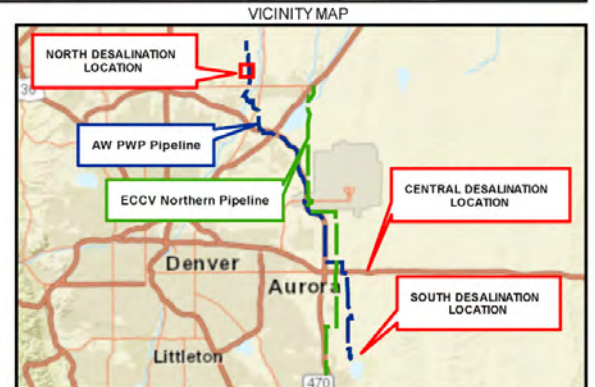 VICINITY MAP
NORTH DESALINATION
LOCATION
36
AW PWP Pipeline
ECCV Northern Pipeline
CENTRAL DESALINATION
LOCATION
Denver
Aurora
SOUTH DESALINATION
LOCATION
Littleton
470